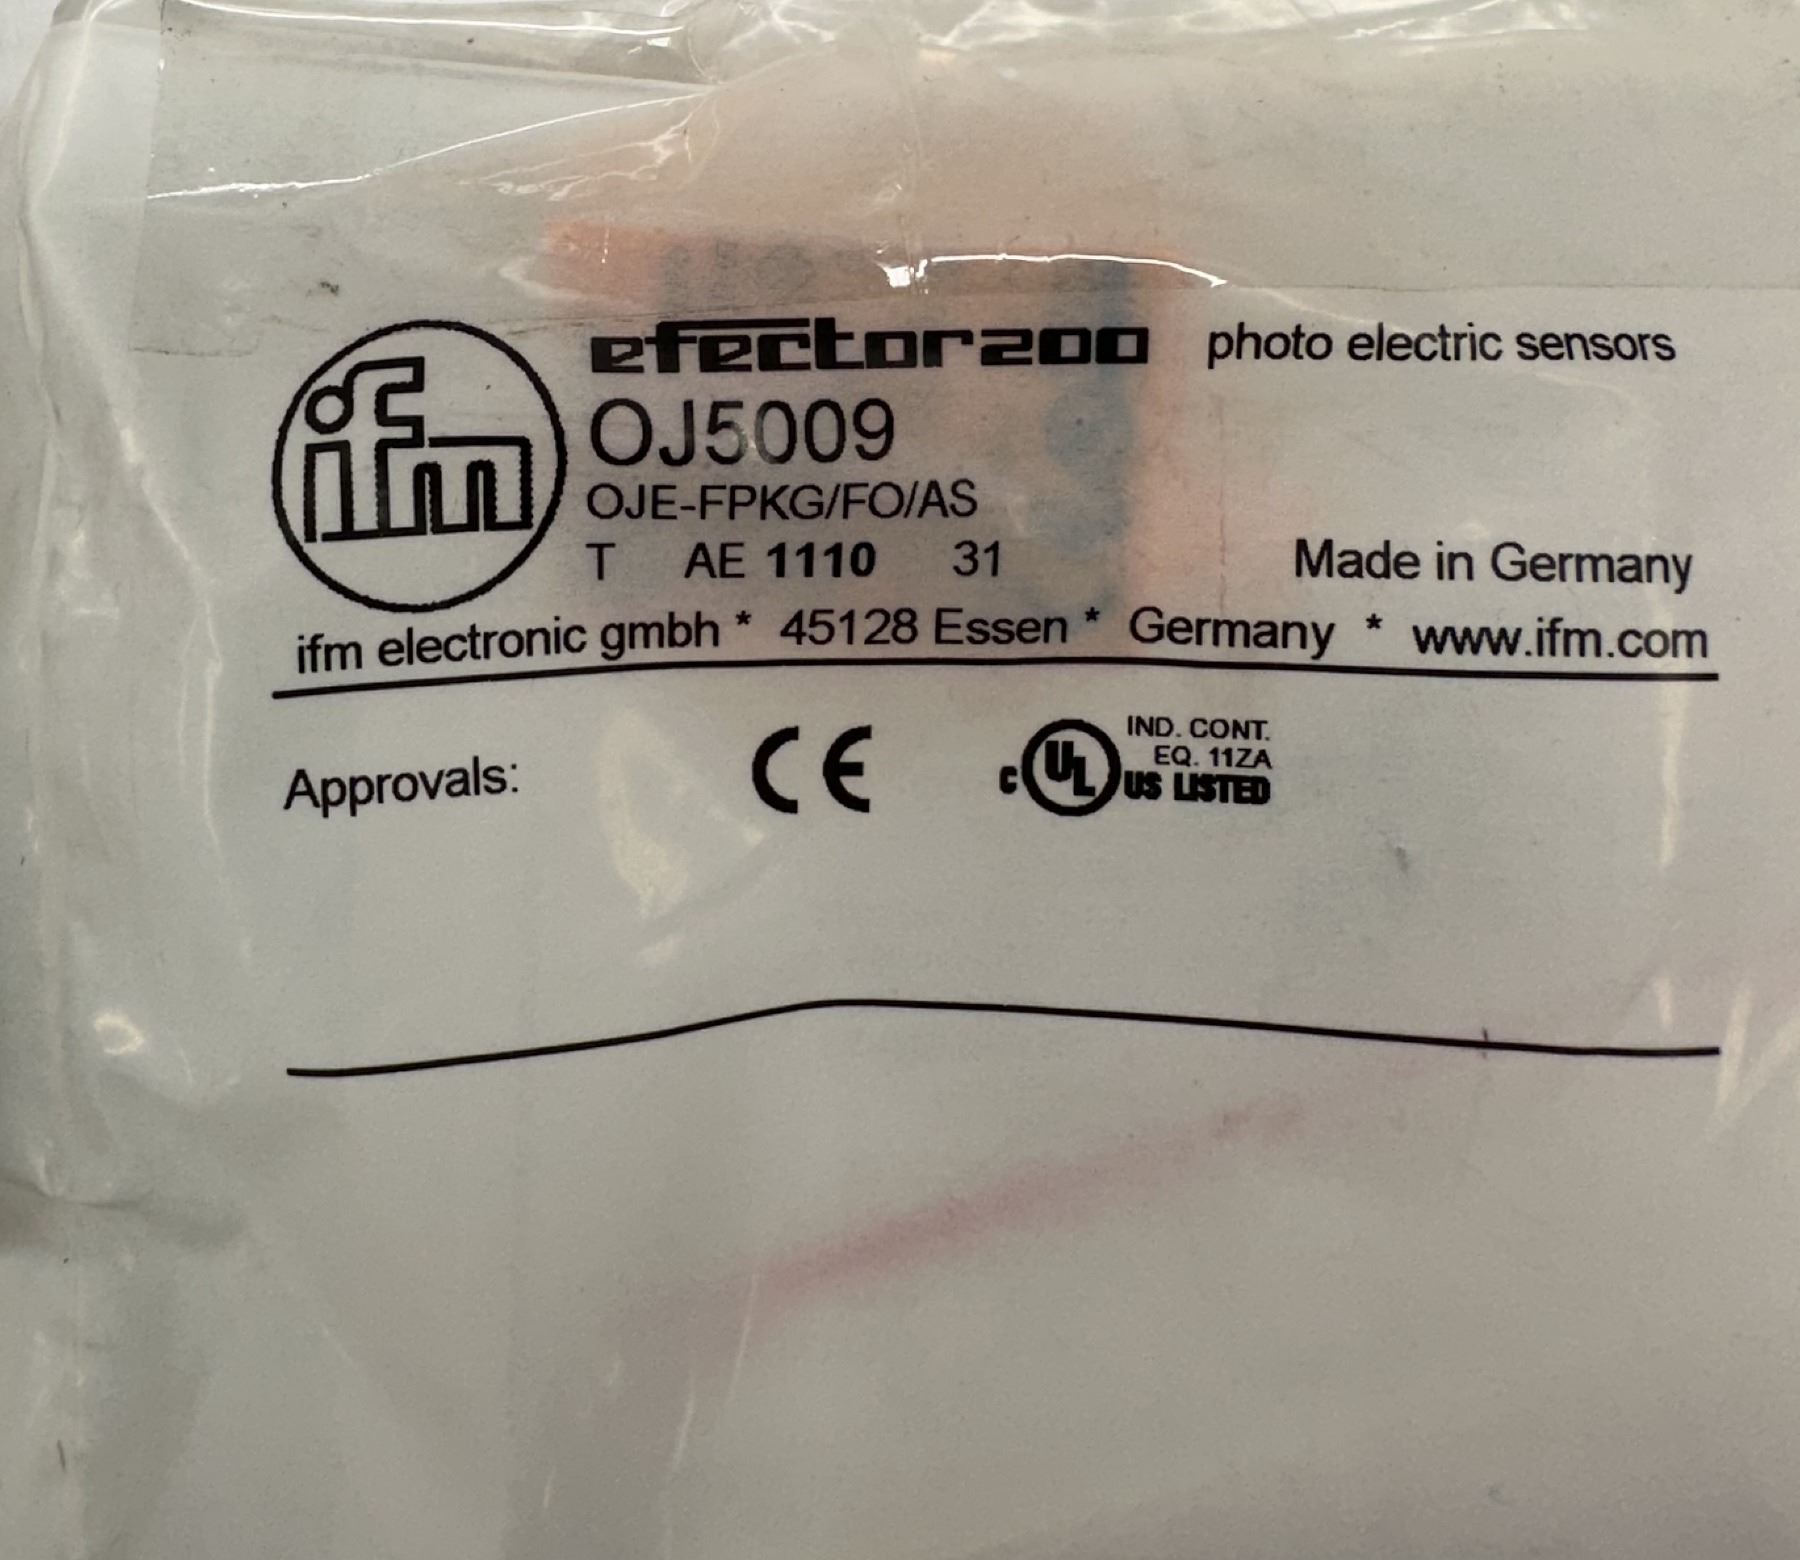 ifm
efector200 photo electric sensors
OJ5009
OJE-FPKG/FO/AS
T AE 1110 31 Made in Germany
ifm electronic gmbh * 45128 Essen * Germany * www.ifm.com
Approvals: CE
IND. CONT.
EQ. 11ZA
C UL US LISTED